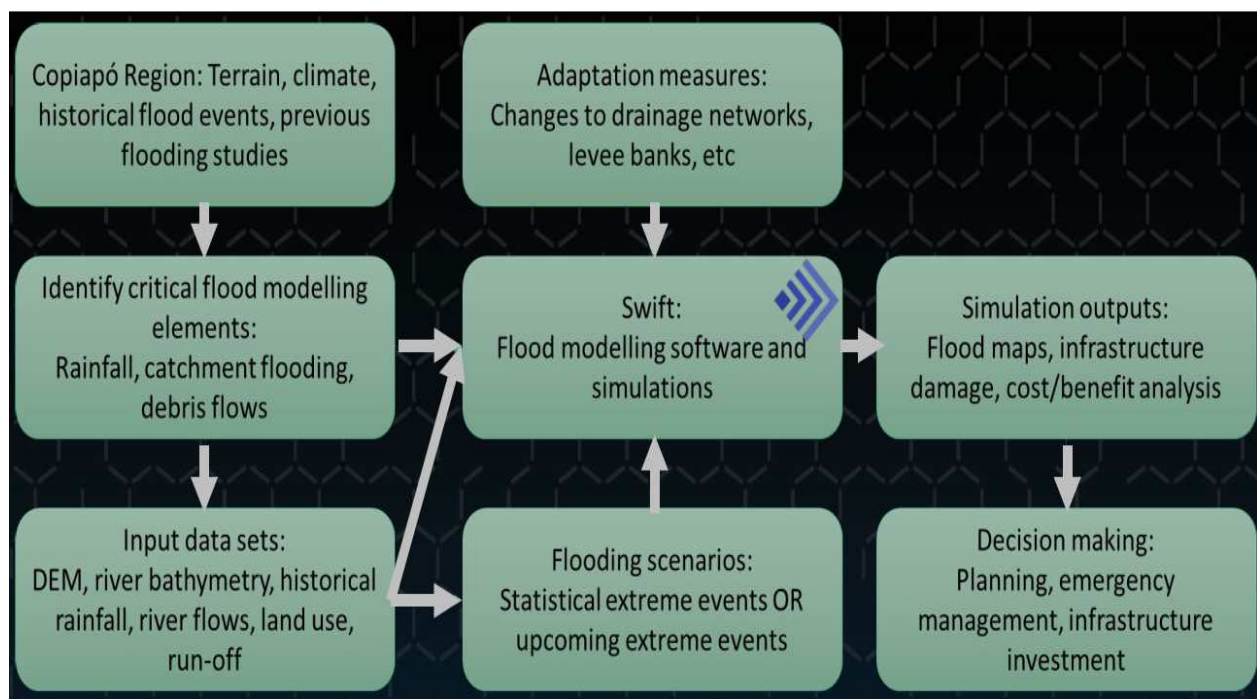 Copiapó Region: Terrain, climate,
historical flood events, previous
flooding studies
Adaptation measures:
Changes to drainage networks,
levee banks, etc
Identify critical flood modelling
elements:
Rainfall, catchment flooding,
debris flows
Swift:
Flood modelling software and
simulations
Simulation outputs:
Flood maps, infrastructure
damage, cost/benefit analysis
Input data sets:
DEM, river bathymetry, historical
rainfall, river flows, land use,
run-off
Flooding scenarios:
Statistical extreme events OR
upcoming extreme events
Decision making:
Planning, emergency
management, infrastructure
investment